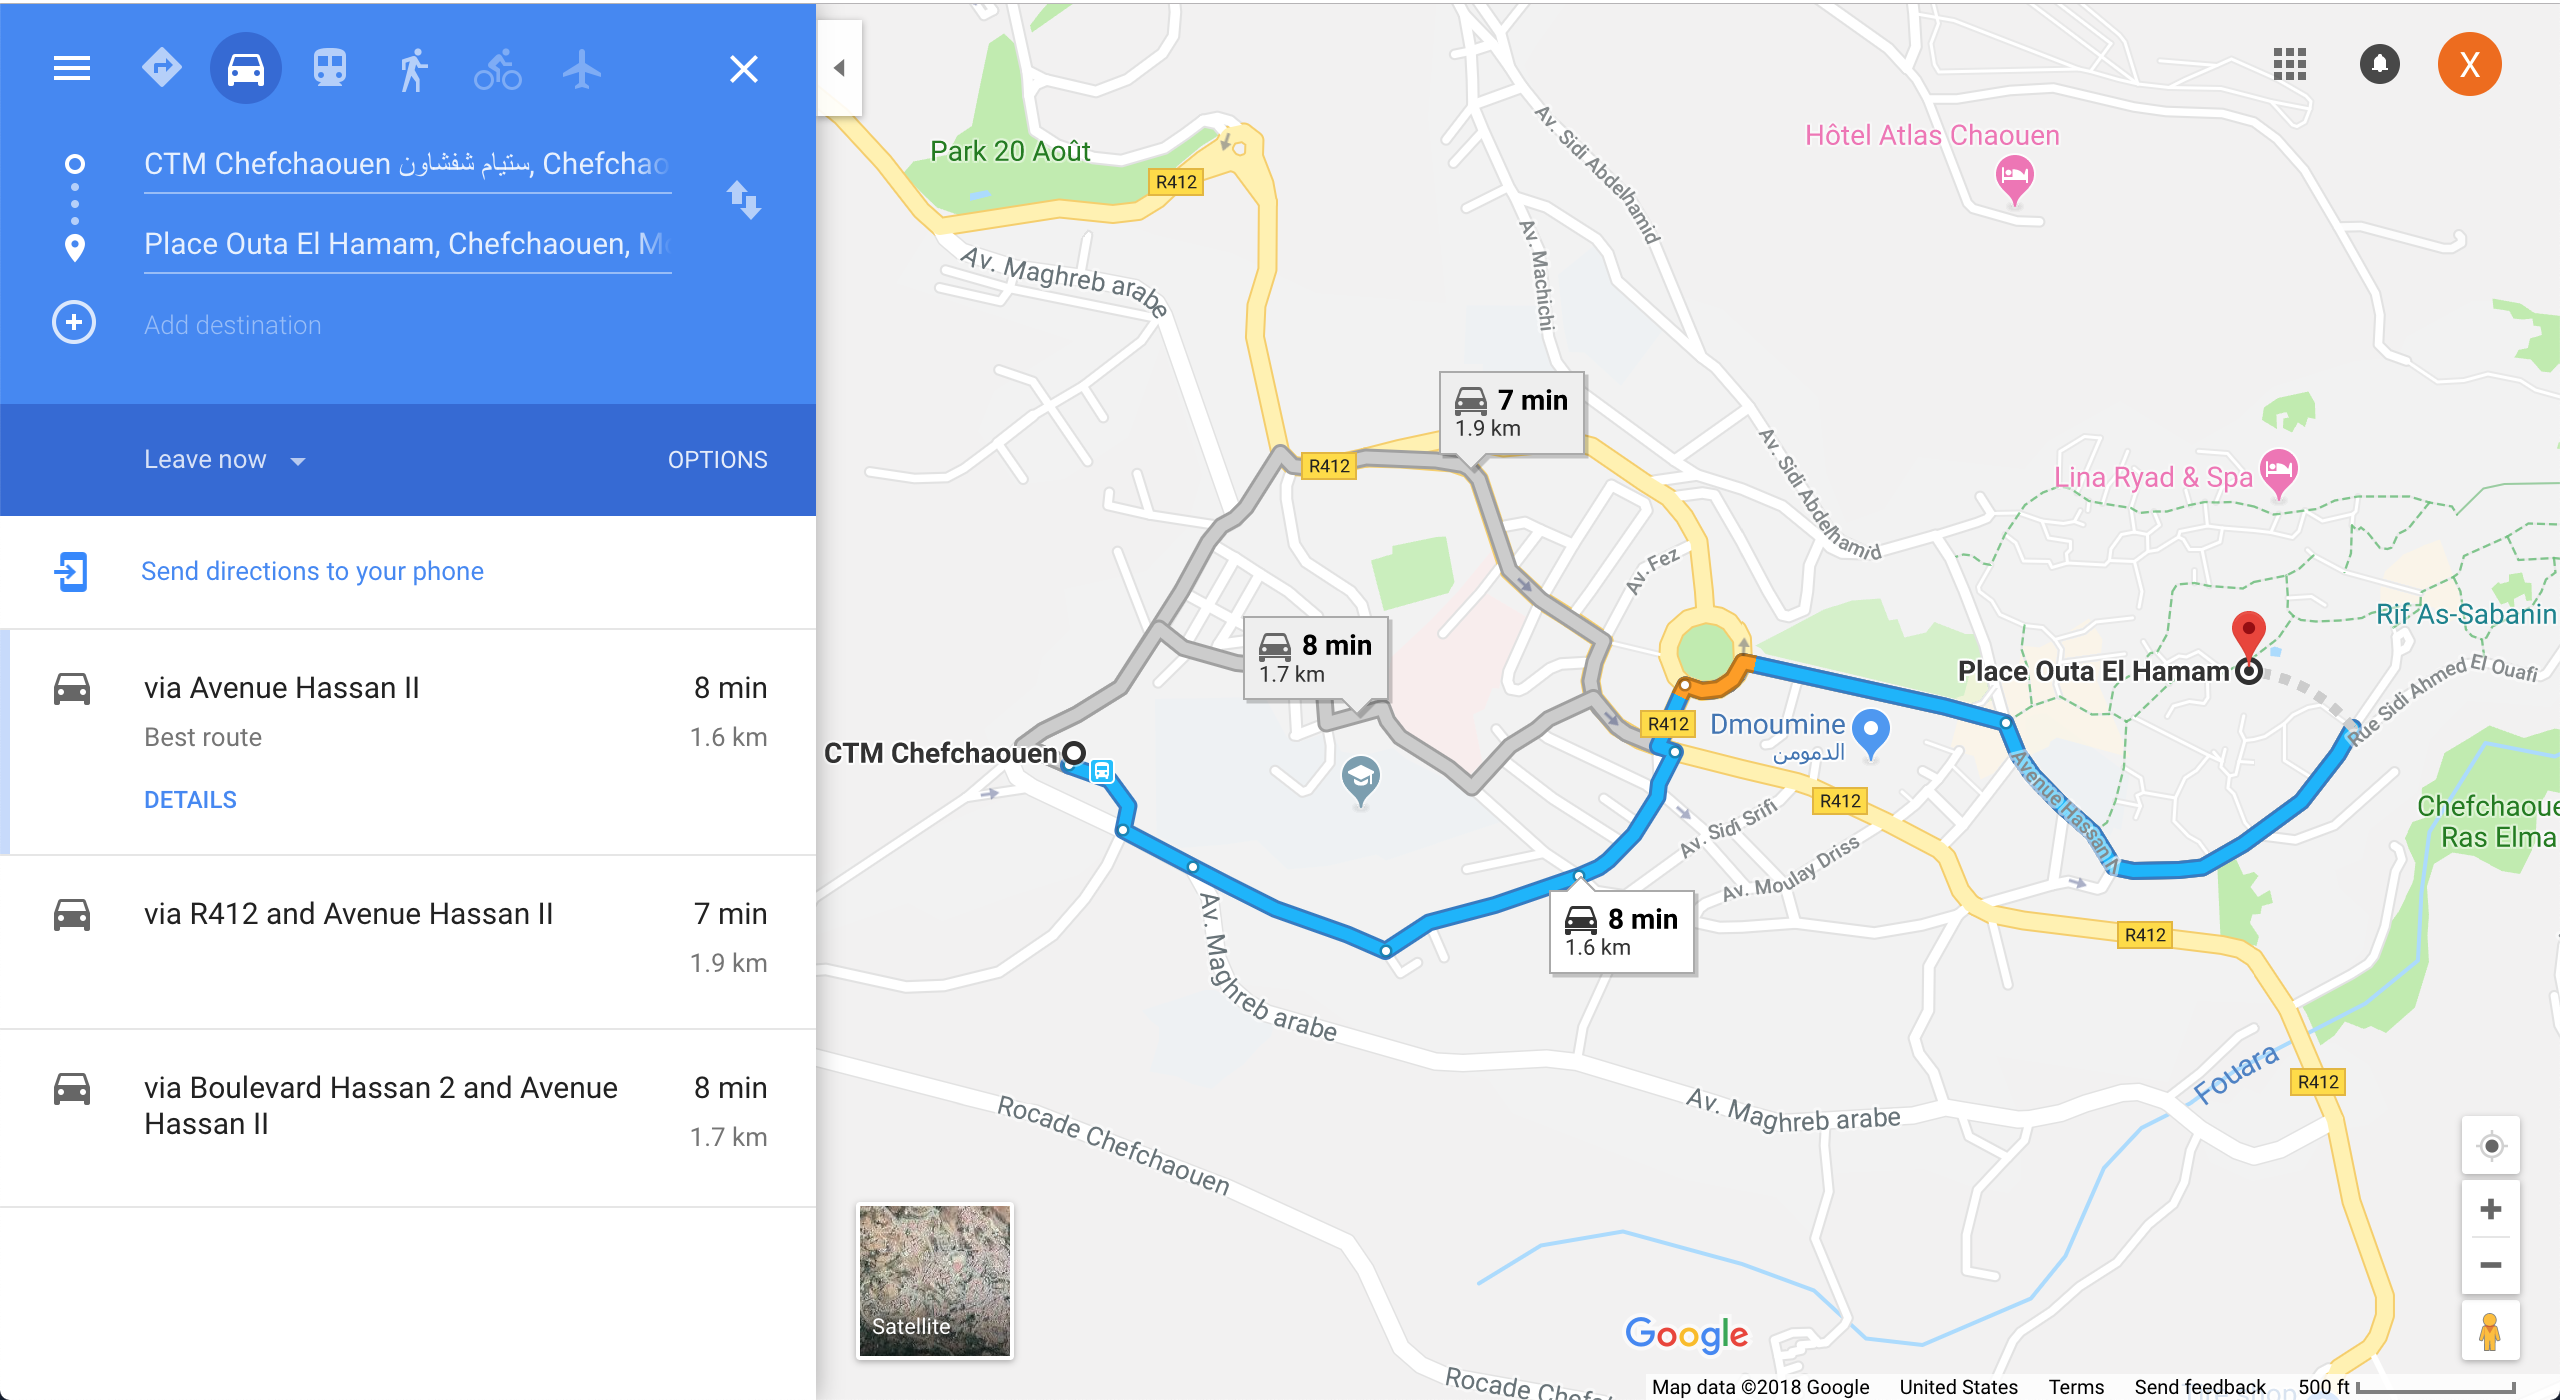 CTM Chefchaouen ستيام شفشاون, Chefchao
Place Outa El Hamam, Chefchaouen, Mo
Add destination
Leave now
OPTIONS
Send directions to your phone
via Avenue Hassan II
8 min
Best route
1.6 km
DETAILS
via R412 and Avenue Hassan II
7 min
1.9 km
via Boulevard Hassan 2 and Avenue
Hassan II
8 min
1.7 km
X
Park 20 Août
R412
Av. Maghreb arabe
Av. Sidi Abdelhamid
Av. Machichi
Hôtel Atlas Chaouen
7 min
1.9 km
R412
Av. Sidi Abdelhamid
Lina Ryad & Spa
Av. Fez
8 min
1.7 km
Rif As-Sabanin
Place Outa El Hamam
Rue Sidi Ahmed El Ouafi
R412
Dmoumine
الدمومن
CTM Chefchaouen
R412
Avenue Hassan II
Av. Sidi Srifi
Av. Moulay Driss
Chefchaoue
Ras Elma
8 min
1.6 km
R412
Av. Maghreb arabe
Fouara
R412
Av. Maghreb arabe
Rocade Chefchaouen
Satellite
Google
Rocade Chefc
Map data ©2018 Google
United States
Terms
Send feedback
500 ft